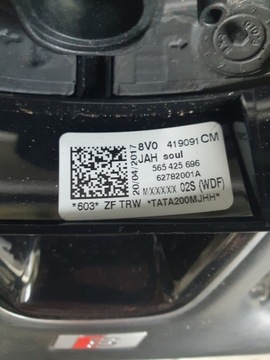 8V0 419091 CM
JAH soul
565 425 696
62782001A
MXXXXX 02S (WDF)
*603* ZF TRW *TATA200MJHH*
20/04/2017
S